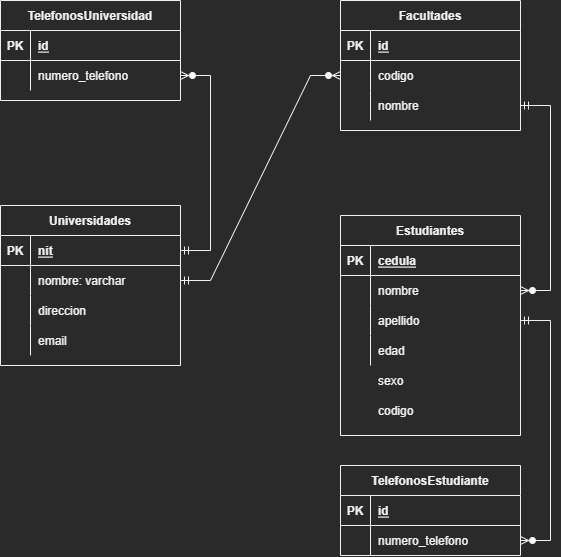 TelefonosUniversidad
PK id
numero_telefono
Facultades
PK id
codigo
nombre
Universidades
PK nit
nombre: varchar
direccion
email
Estudiantes
PK cedula
nombre
apellido
edad
sexo
codigo
TelefonosEstudiante
PK id
numero_telefono